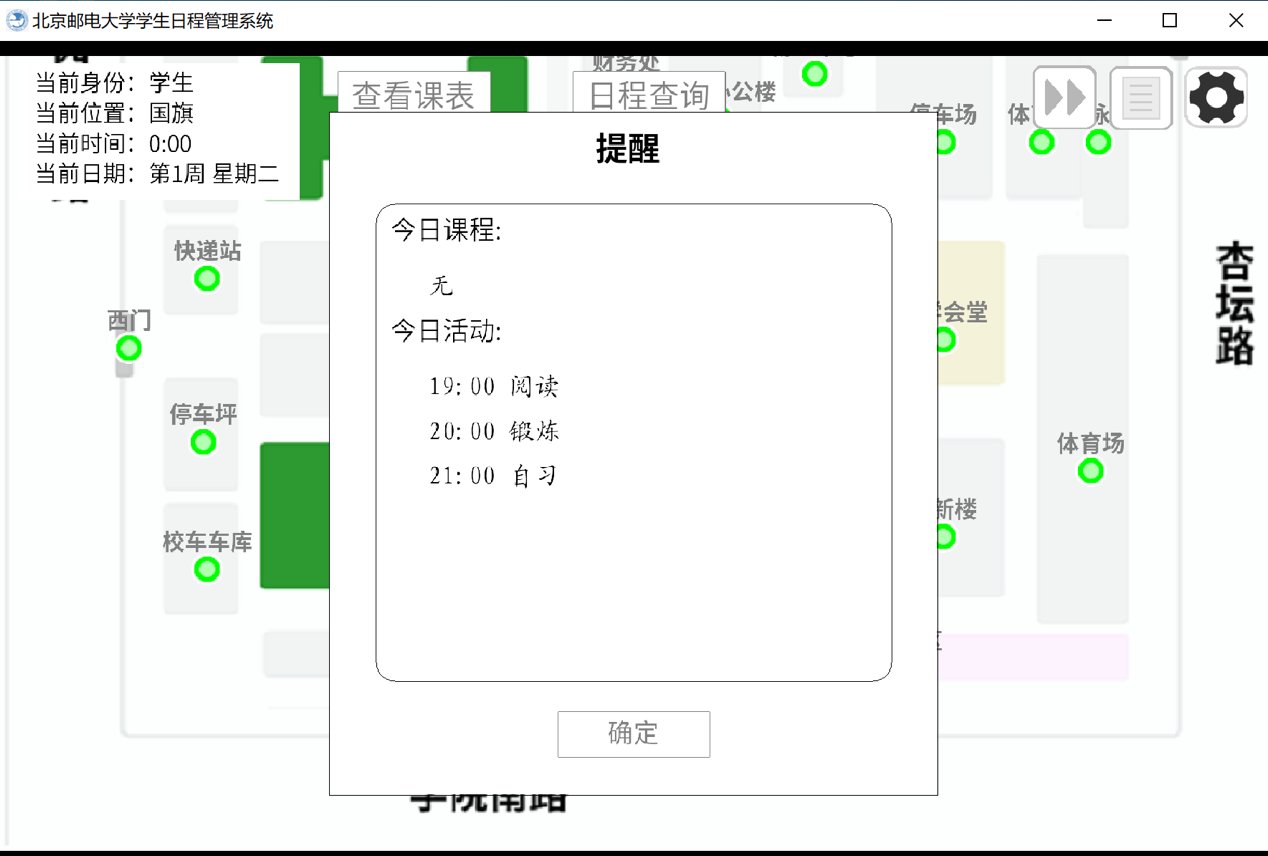 北京邮电大学学生日程管理系统
当前身份：学生
当前位置：国旗
当前时间：0:00
当前日期：第1周 星期二
查看课表
财务处
日程查询
公楼
停车场
体
泳
提醒
今日课程:
无
今日活动:
19:00 阅读
20:00 锻炼
21:00 自习
确定
快递站
西门
停车坪
校车车库
学会堂
新楼
体育场
杏坛路
学院南路